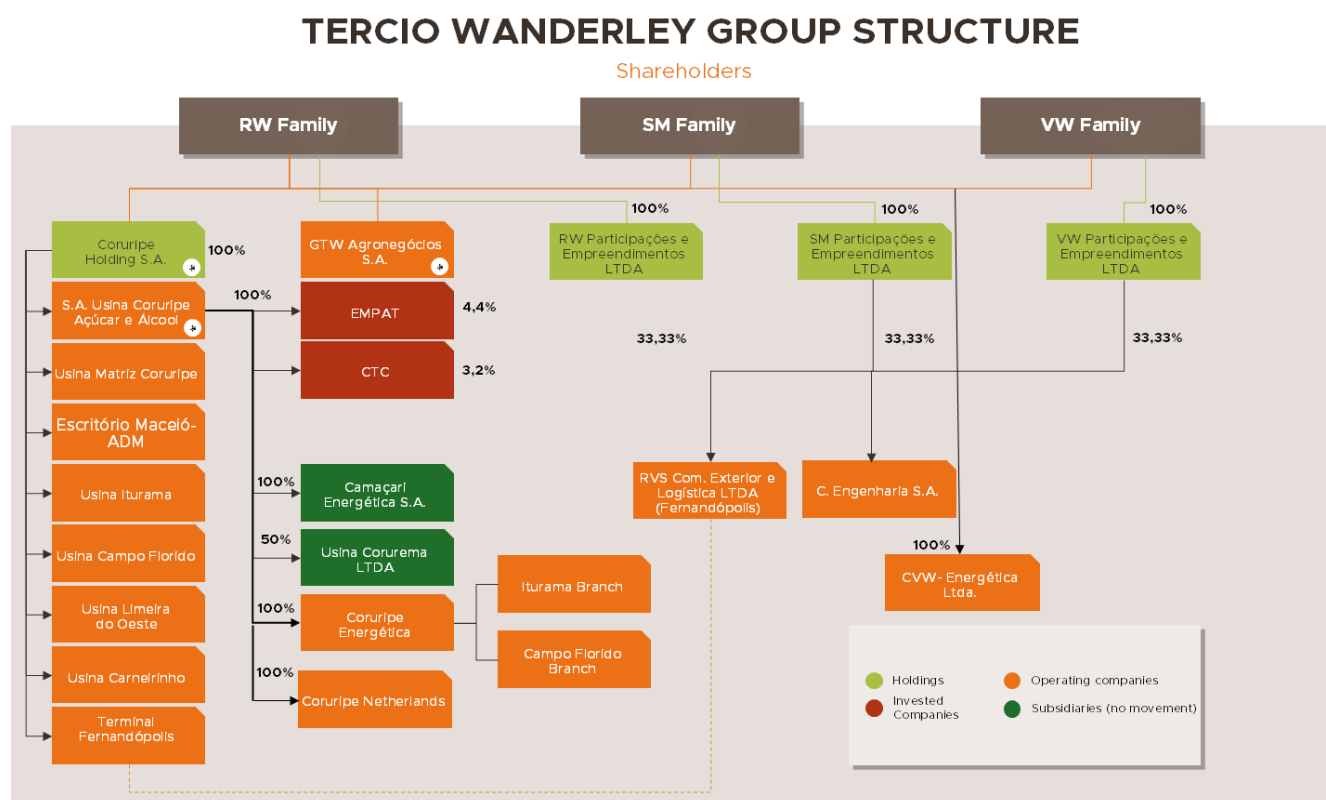 TERCIO WANDERLEY GROUP STRUCTURE
Shareholders
RW Family
SM Family
VW Family
Coruripe
Holding S.A.
*
100%
GTW Agronegócios
S.A.
*
100%
RW Participações e
Empreendimentos
LTDA
100%
SM Participações e
Empreendimentos
LTDA
100%
VW Participações e
Empreendimentos
LTDA
S.A. Usina Coruripe
Açúcar e Álcool
*
100%
EMPAT
4,4%
33,33%
33,33%
33,33%
Usina Matriz Coruripe
CTC
3,2%
Escritório Maceió-
ADM
Usina Iturama
100%
Camaçari
Energética S.A.
RVS Com. Exterior e
Logística LTDA
(Fernandópolis)
C. Engenharia S.A.
Usina Campo Florido
50%
Usina Corurema
LTDA
100%
CVW- Energética
Ltda.
Usina Limeira
do Oeste
100%
Coruripe
Energética
Iturama Branch
Campo Florido
Branch
Usina Carneirinho
100%
Coruripe Netherlands
Terminal
Fernandópolis
Holdings
Operating companies
Invested
Companies
Subsidiaries (no movement)